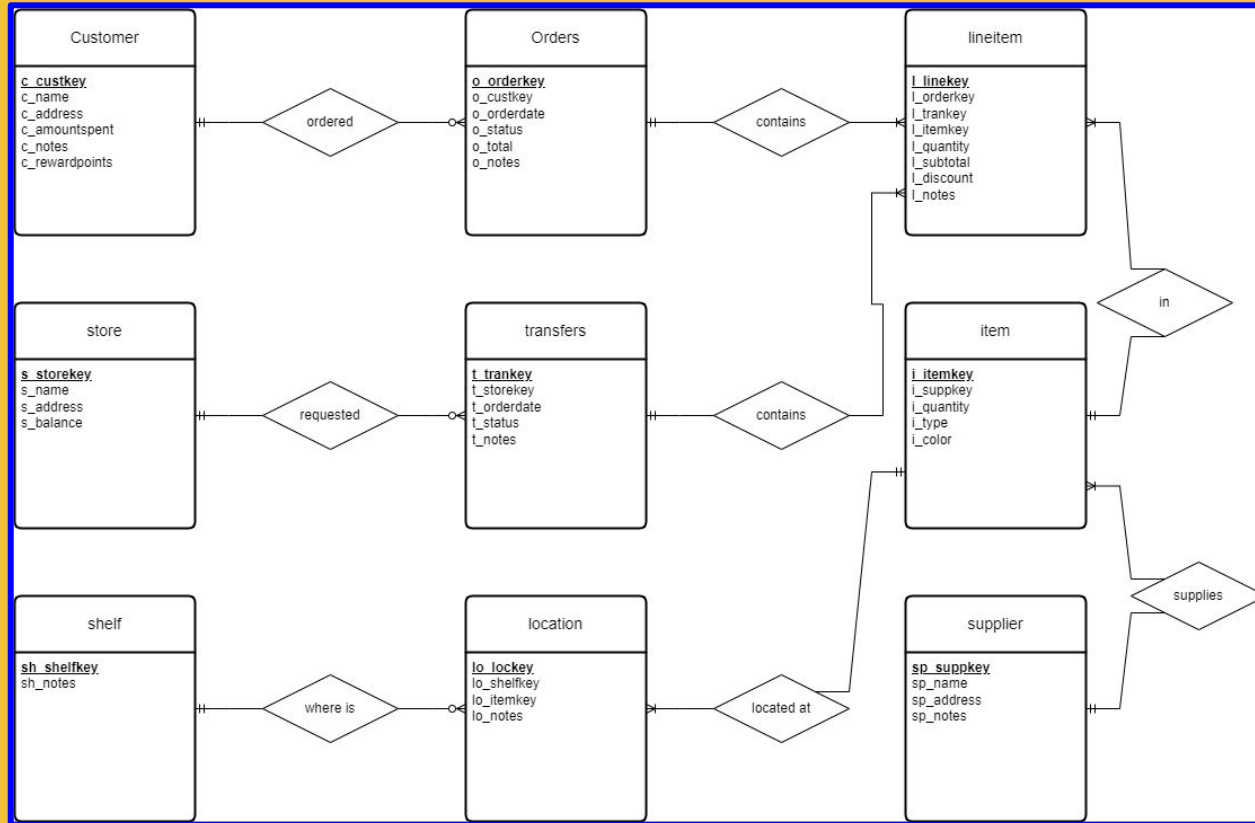 Customer
c_custkey
c_name
c_address
c_amountspent
c_notes
c_rewardpoints
ordered
Orders
o_orderkey
o_custkey
o_orderdate
o_status
o_total
o_notes
contains
lineitem
l_linekey
l_orderkey
l_trankey
l_itemkey
l_quantity
l_subtotal
l_discount
l_notes
in
store
s_storekey
s_name
s_address
s_balance
requested
transfers
t_trankey
t_storekey
t_orderdate
t_status
t_notes
contains
item
i_itemkey
i_suppkey
i_quantity
i_type
i_color
supplies
shelf
sh_shelfkey
sh_notes
where is
location
lo_lockey
lo_shelfkey
lo_itemkey
lo_notes
located at
supplier
sp_suppkey
sp_name
sp_address
sp_notes